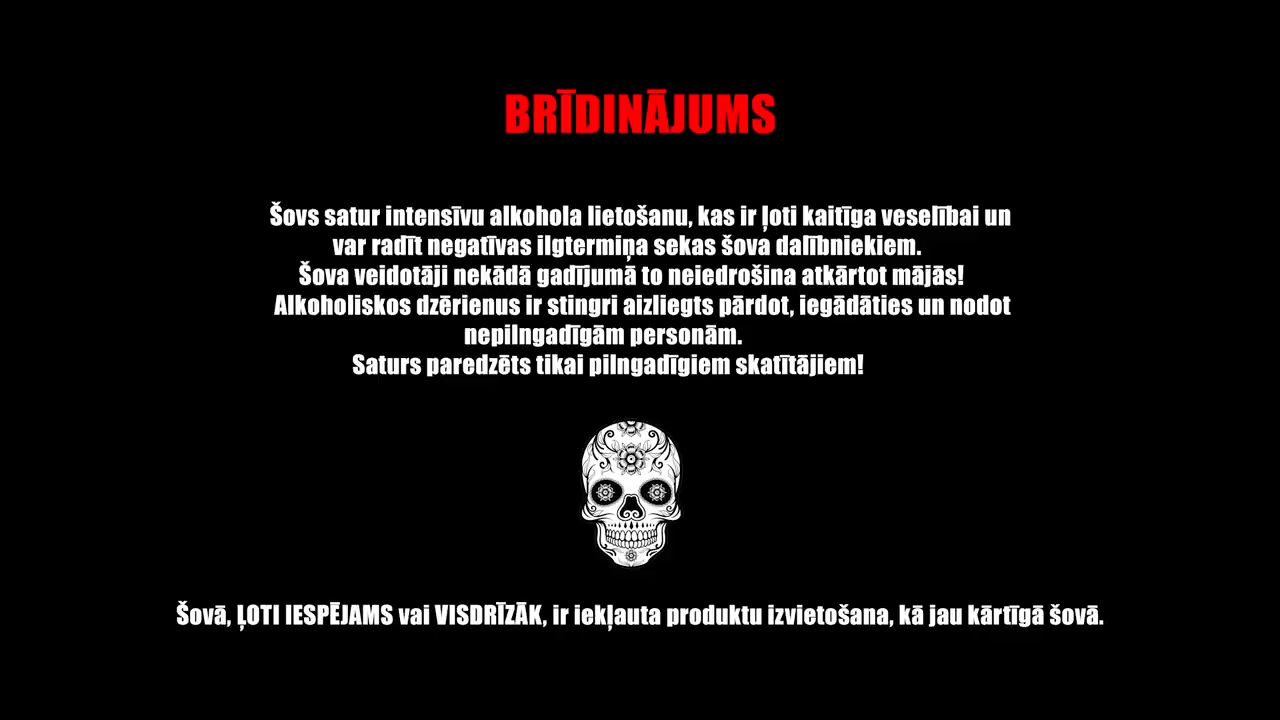 BRĪDINĀJUMS
Šovs satur intensīvu alkohola lietošanu, kas ir ļoti kaitīga veselībai un
var radīt negatīvas ilgtermiņa sekas šova dalībniekiem.
Šova veidotāji nekādā gadījumā to neiedrošina atkārtot mājās!
Alkoholiskos dzērienus ir stingri aizliegts pārdot, iegādāties un nodot
nepilngadīgām personām.
Saturs paredzēts tikai pilngadīgiem skatītājiem!
Šovā, ĻOTI IESPĒJAMS vai VISDRĪZĀK, ir iekļauta produktu izvietošana, kā jau kārtīgā šovā.